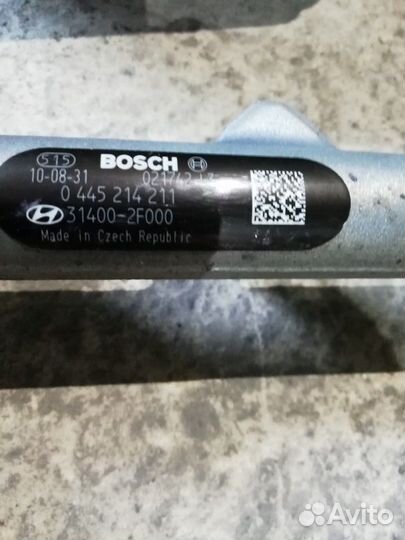 515 BOSCH
10-08-31
0 445 214 211
31400-2F000
Made in Czech Republic
Avito